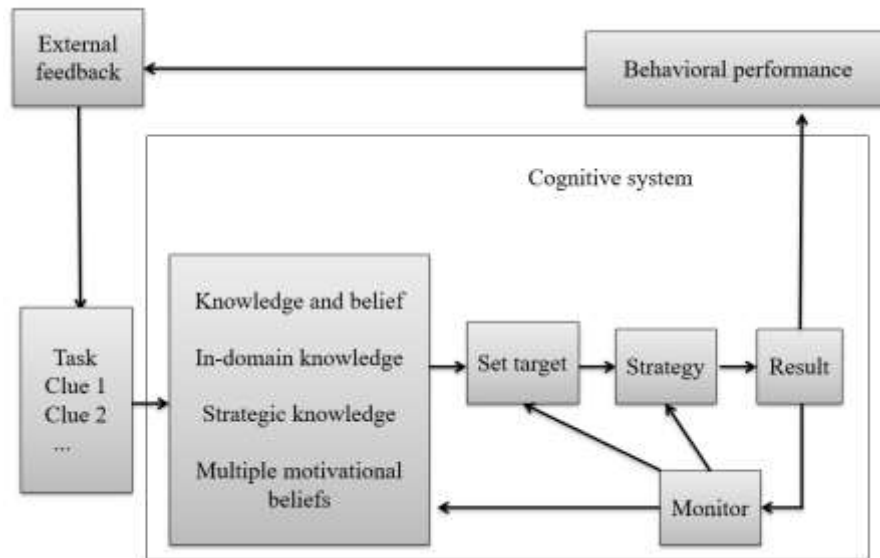 External
feedback
Behavioral performance
Cognitive system
Knowledge and belief
In-domain knowledge
Strategic knowledge
Multiple motivational
beliefs
Task
Clue 1
Clue 2
...
Set target
Strategy
Result
Monitor